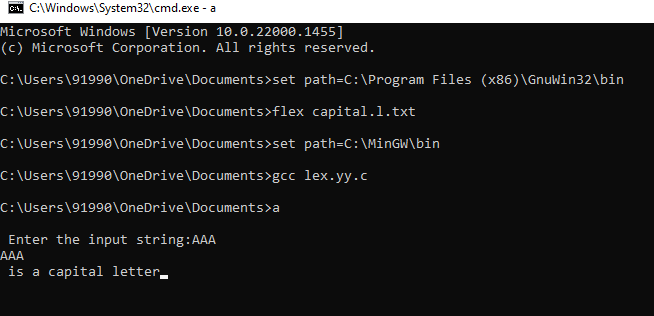 C:\Windows\System32\cmd.exe - a
Microsoft Windows [Version 10.0.22000.1455]
(c) Microsoft Corporation. All rights reserved.
C:\Users\91990\OneDrive\Documents>set path=C:\Program Files (x86)\GnuWin32\bin
C:\Users\91990\OneDrive\Documents>flex capital.l.txt
C:\Users\91990\OneDrive\Documents>set path=C:\MinGW\bin
C:\Users\91990\OneDrive\Documents>gcc lex.yy.c
C:\Users\91990\OneDrive\Documents>a
Enter the input string:AAA
AAA
is a capital letter